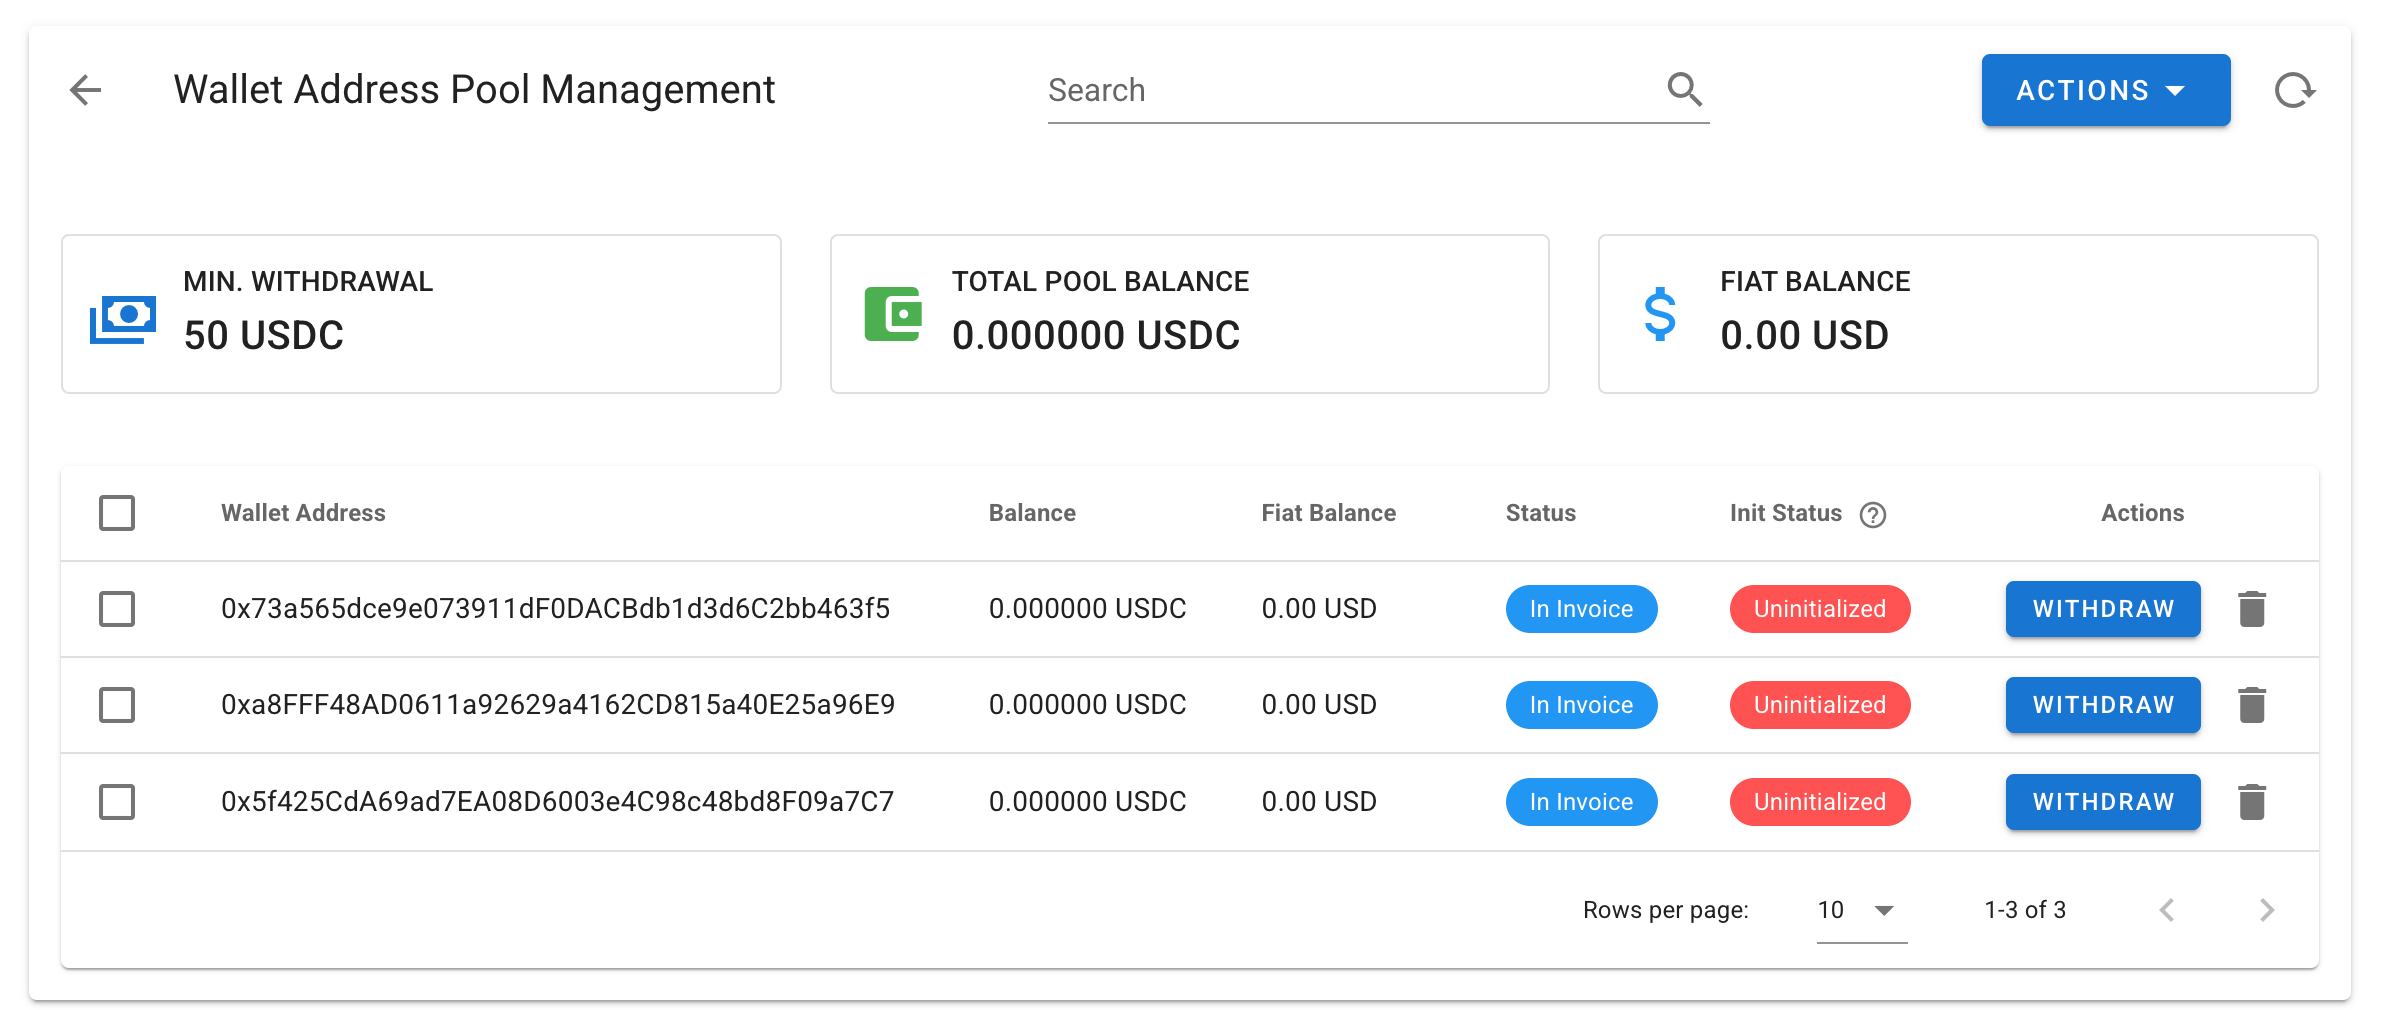 Wallet Address Pool Management
Search
ACTIONS
MIN. WITHDRAWAL
50 USDC
TOTAL POOL BALANCE
0.000000 USDC
FIAT BALANCE
0.00 USD
Wallet Address Balance Fiat Balance Status Init Status ? Actions
0x73a565dce9e073911dF0DACBdb1d3d6C2bb463f5 0.000000 USDC 0.00 USD In Invoice Uninitialized WITHDRAW
0xa8FFF48AD0611a92629a4162CD815a40E25a96E9 0.000000 USDC 0.00 USD In Invoice Uninitialized WITHDRAW
0x5f425CdA69ad7EA08D6003e4C98c48bd8F09a7C7 0.000000 USDC 0.00 USD In Invoice Uninitialized WITHDRAW
Rows per page: 10 1-3 of 3